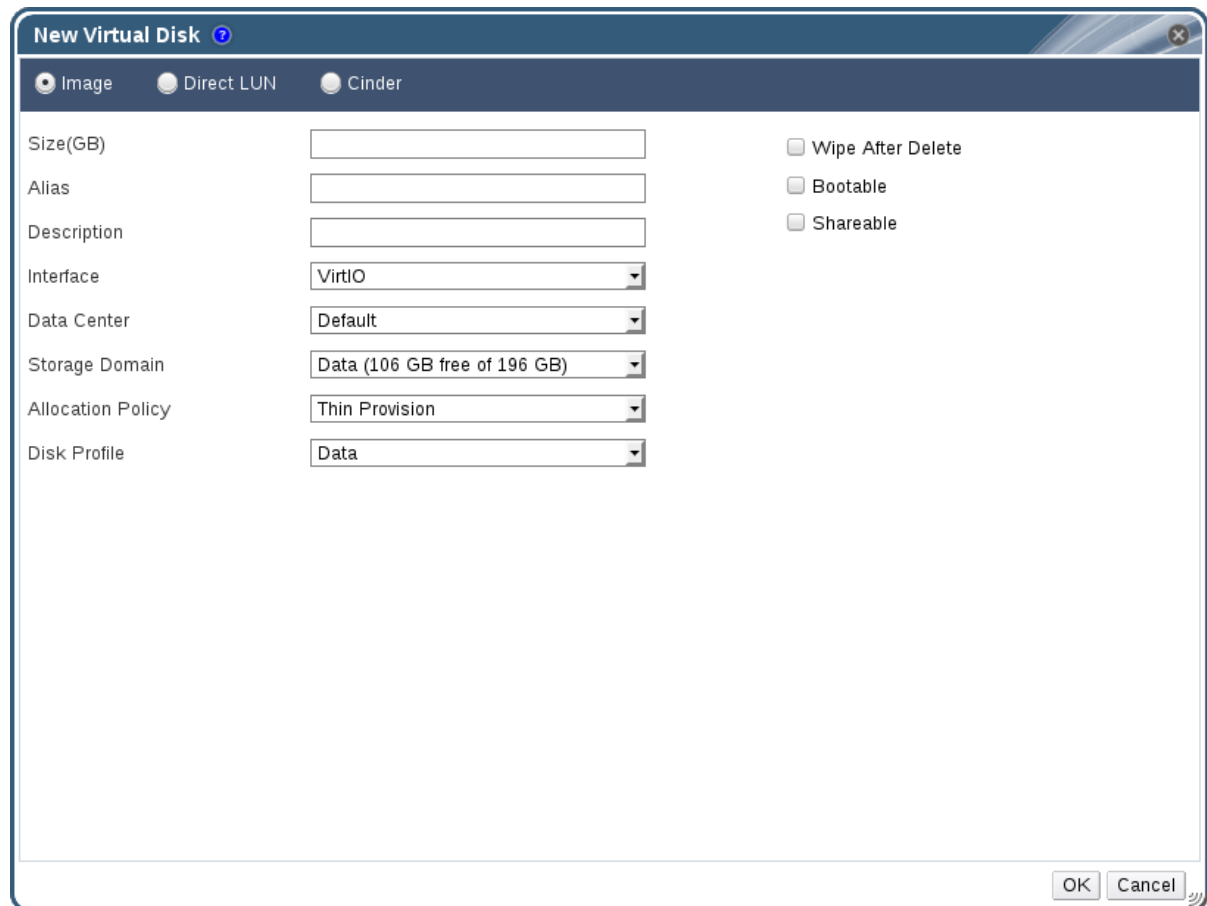 New Virtual Disk ?
Image Direct LUN Cinder
Size(GB)
Wipe After Delete
Alias
Bootable
Description
Shareable
Interface VirtIO
Data Center Default
Storage Domain Data (106 GB free of 196 GB)
Allocation Policy Thin Provision
Disk Profile Data
OK Cancel